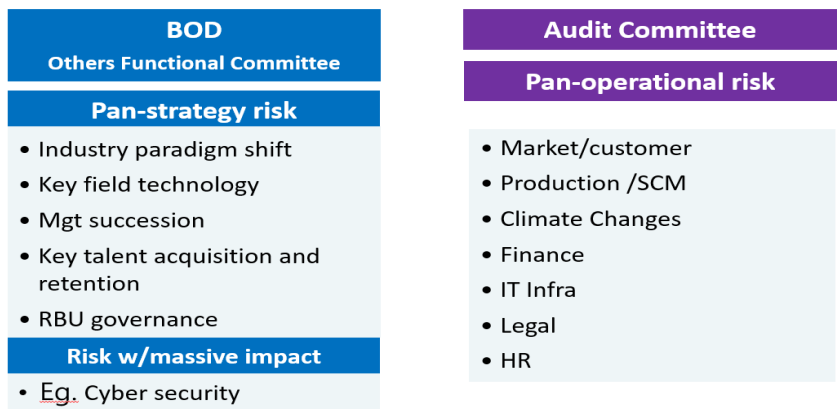 BOD
Others Functional Committee
Pan-strategy risk
• Industry paradigm shift
• Key field technology
• Mgt succession
• Key talent acquisition and
retention
• RBU governance
Risk w/massive impact
• Eg. Cyber security
Audit Committee
Pan-operational risk
• Market/customer
• Production /SCM
• Climate Changes
• Finance
• IT Infra
• Legal
• HR